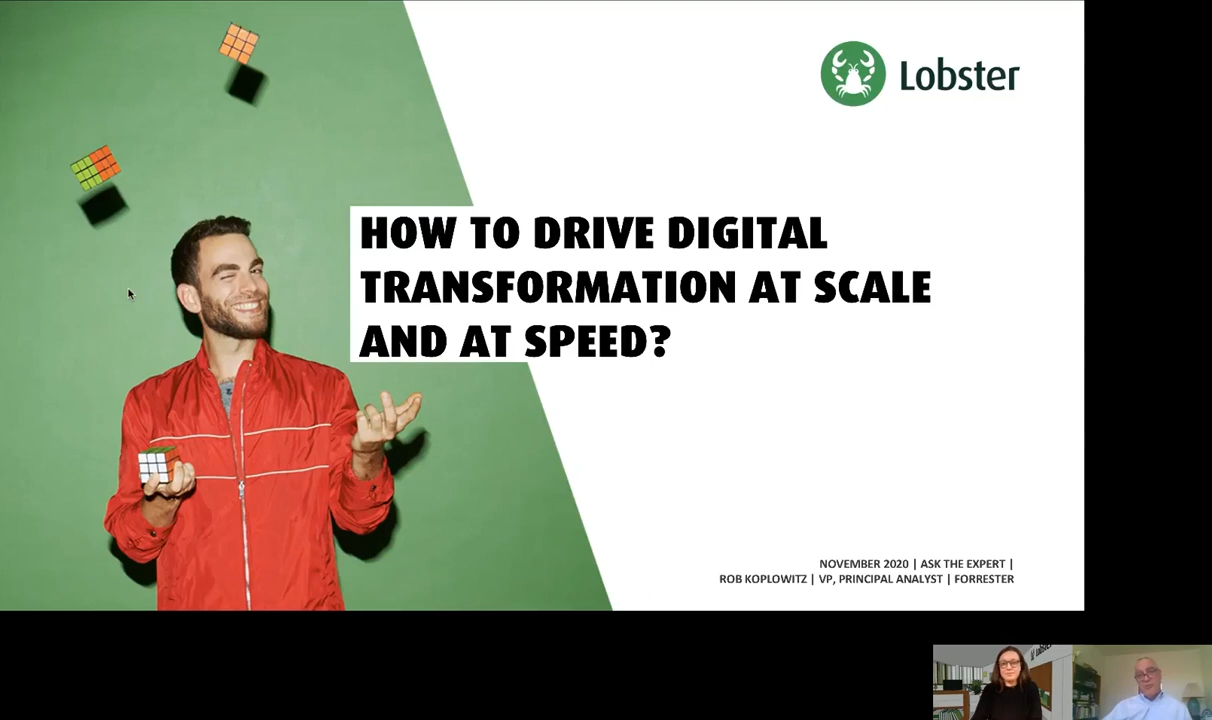 Lobster
HOW TO DRIVE DIGITAL
TRANSFORMATION AT SCALE
AND AT SPEED?
NOVEMBER 2020 | ASK THE EXPERT |
ROB KOPLOWITZ | VP, PRINCIPAL ANALYST | FORRESTER